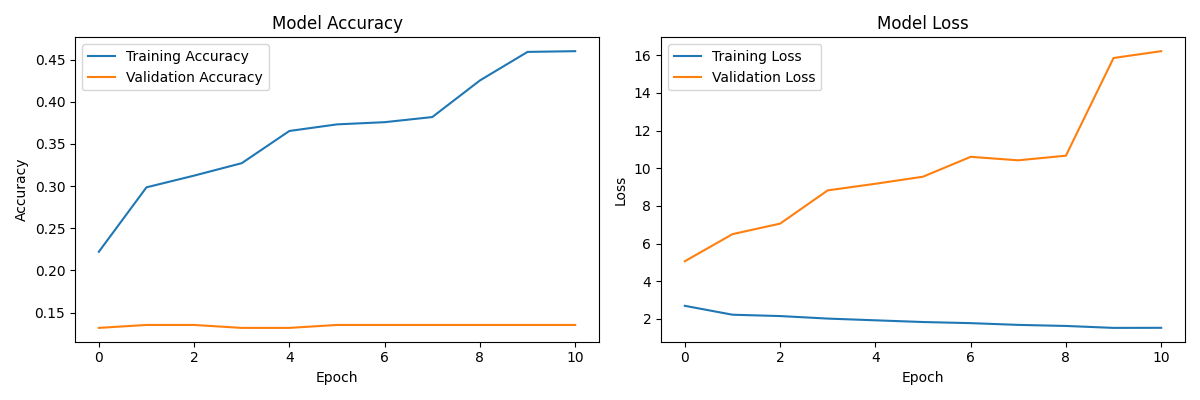 Model Accuracy
Training Accuracy
Validation Accuracy
0.45
0.40
0.35
0.30
0.25
0.20
0.15
Accuracy
0 2 4 6 8 10
Epoch
Model Loss
Training Loss
Validation Loss
16
14
12
10
8
6
4
2
Loss
0 2 4 6 8 10
Epoch